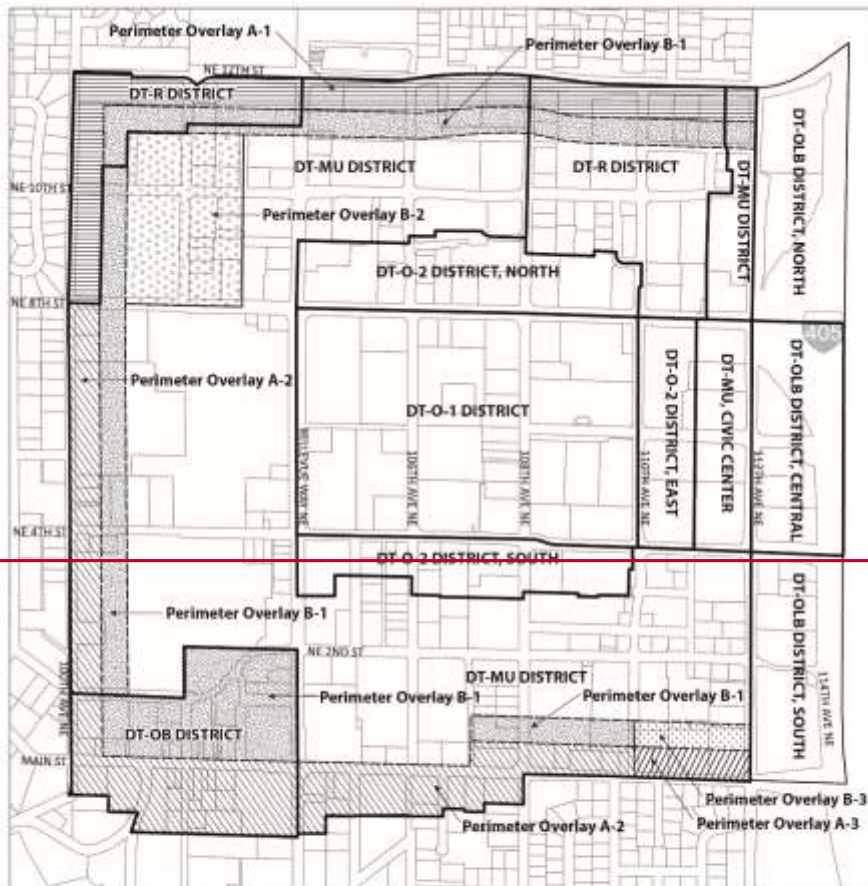 Perimeter Overlay A-1
Perimeter Overlay B-1
NE 12TH ST
DT-R DISTRICT
DT-OLB DISTRICT, NORTH
DT-MU DISTRICT
DT-R DISTRICT
DT-MU DISTRICT
NE 10TH ST
Perimeter Overlay B-2
DT-O-2 DISTRICT, NORTH
NE 8TH ST
405
Perimeter Overlay A-2
DT-O-1 DISTRICT
DT-O-2 DISTRICT, EAST
DT-MU, CIVIC CENTER
DT-OLB DISTRICT, CENTRAL
BELLEVUE WAY NE
106TH AVE NE
108TH AVE NE
110TH AVE NE
112TH AVE NE
NE 4TH ST
DT-O-2 DISTRICT, SOUTH
Perimeter Overlay B-1
DT-OLB DISTRICT, SOUTH
NE 2ND ST
100TH AVE NE
DT-MU DISTRICT
114TH AVE NE
Perimeter Overlay B-1
Perimeter Overlay B-1
DT-OB DISTRICT
MAIN ST
Perimeter Overlay B-3
Perimeter Overlay A-2
Perimeter Overlay A-3